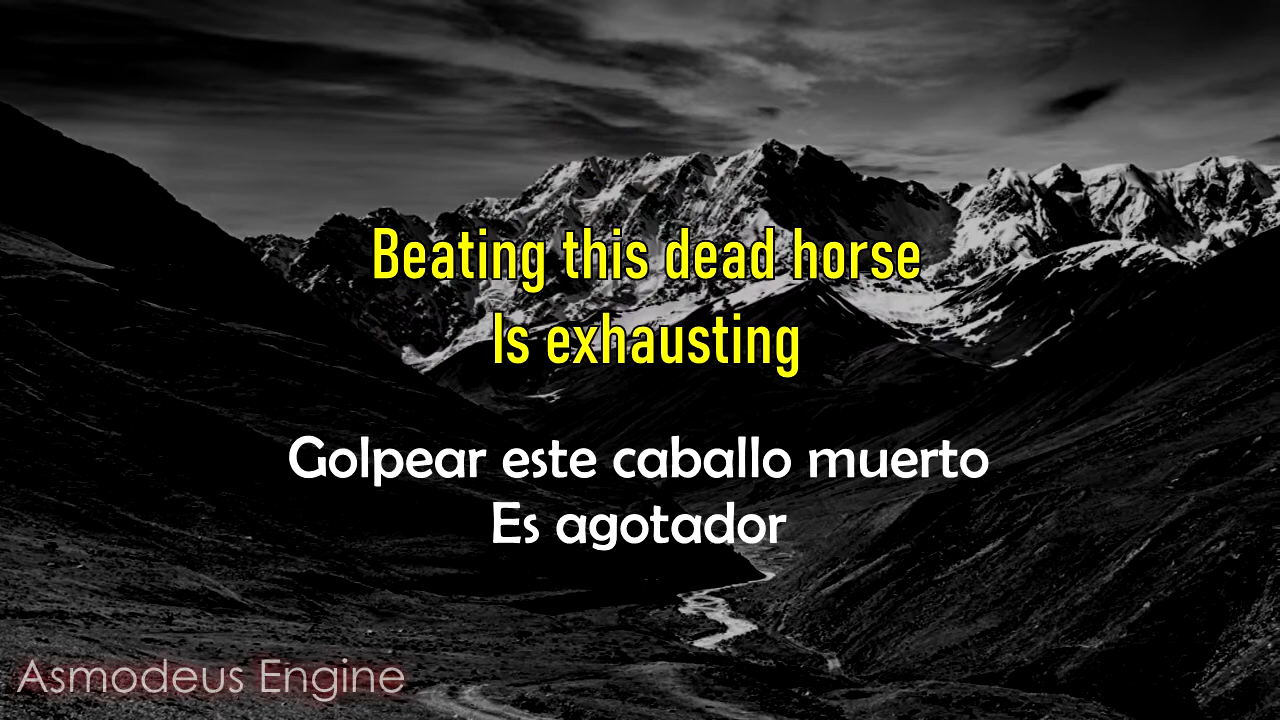 Beating this dead horse
Is exhausting
Golpear este caballo muerto
Es agotador
Asmodeus Engine